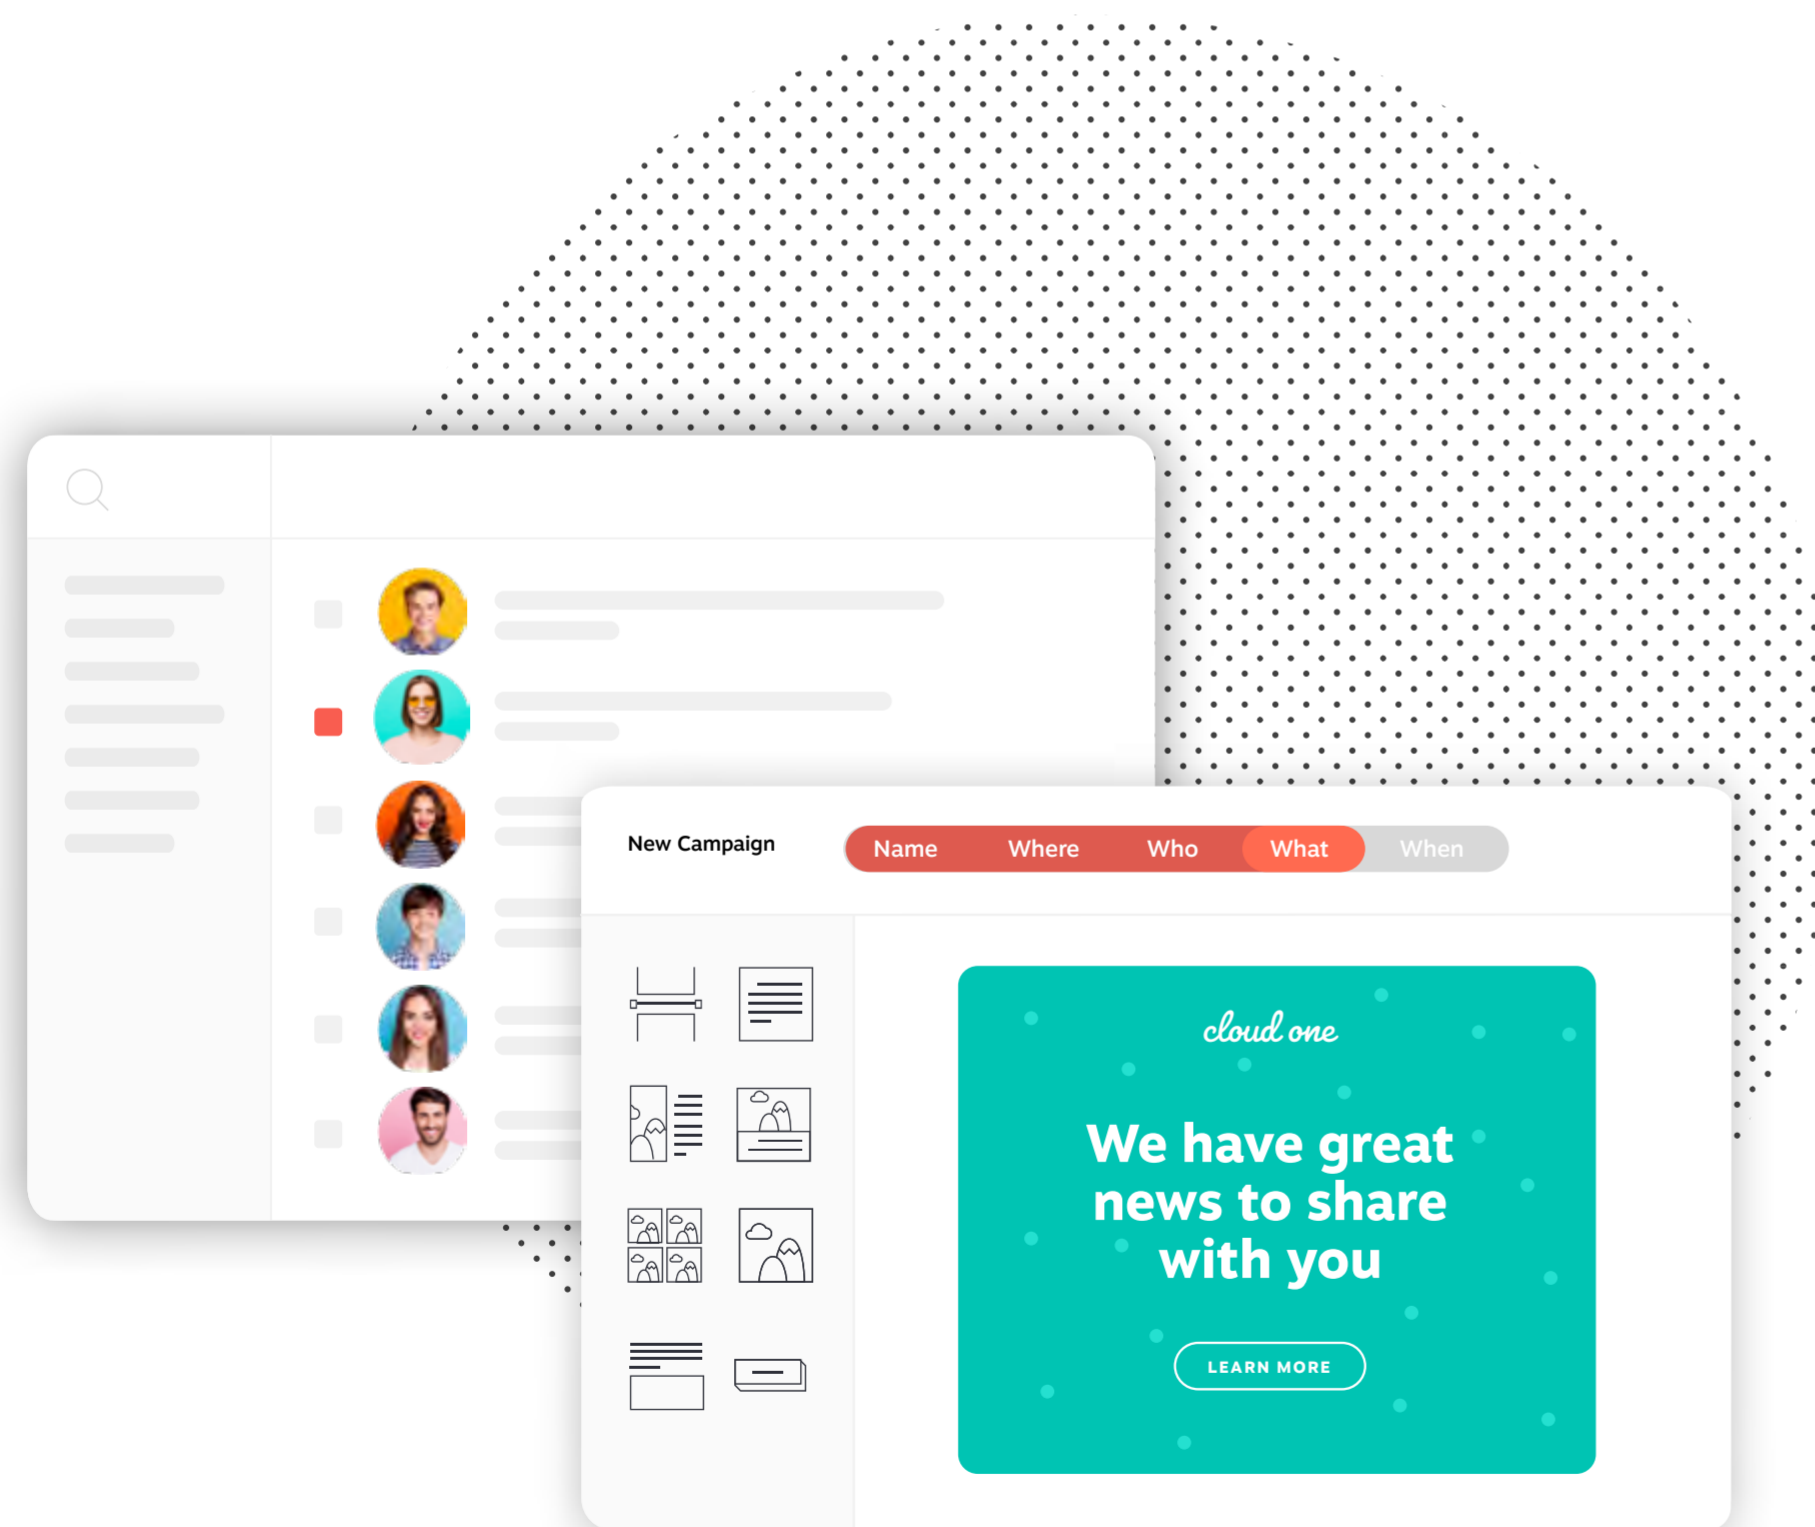 New Campaign
Name Where Who What When
cloud one
We have great
news to share
with you
LEARN MORE